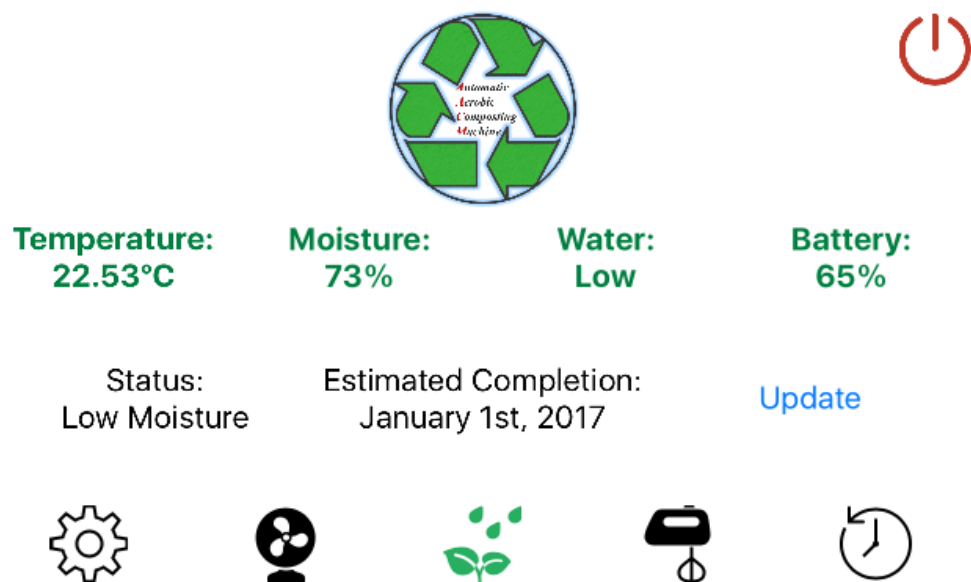 Automatic
Aerobic
Composting
Machine
Temperature:
22.53°C
Moisture:
73%
Water:
Low
Battery:
65%
Status:
Low Moisture
Estimated Completion:
January 1st, 2017
Update